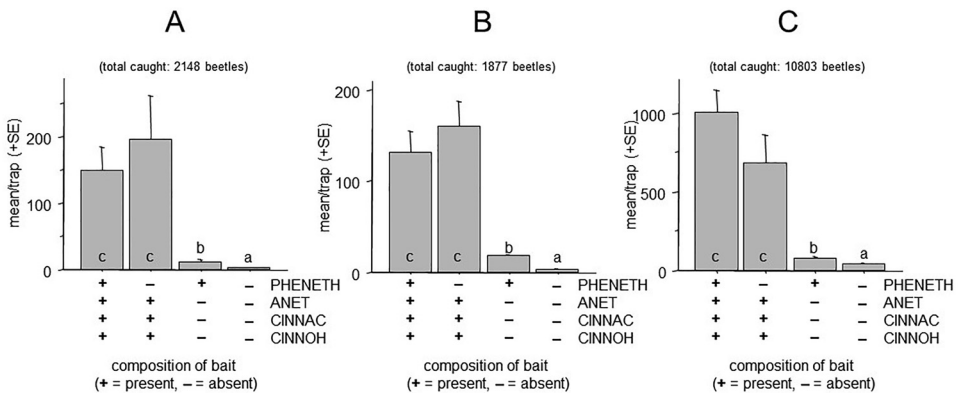 A
(total caught: 2148 beetles)
mean/trap (+SE)
200
100
0
c c b a
+ – + – PHENETH
+ + – – ANET
+ + – – CINNAC
+ + – – CINNOH
composition of bait
(+ = present, – = absent)
B
(total caught: 1877 beetles)
mean/trap (+SE)
200
100
0
c c b a
+ – + – PHENETH
+ + – – ANET
+ + – – CINNAC
+ + – – CINNOH
composition of bait
(+ = present, – = absent)
C
(total caught: 10803 beetles)
mean/trap (+SE)
1000
500
0
c c b a
+ – + – PHENETH
+ + – – ANET
+ + – – CINNAC
+ + – – CINNOH
composition of bait
(+ = present, – = absent)